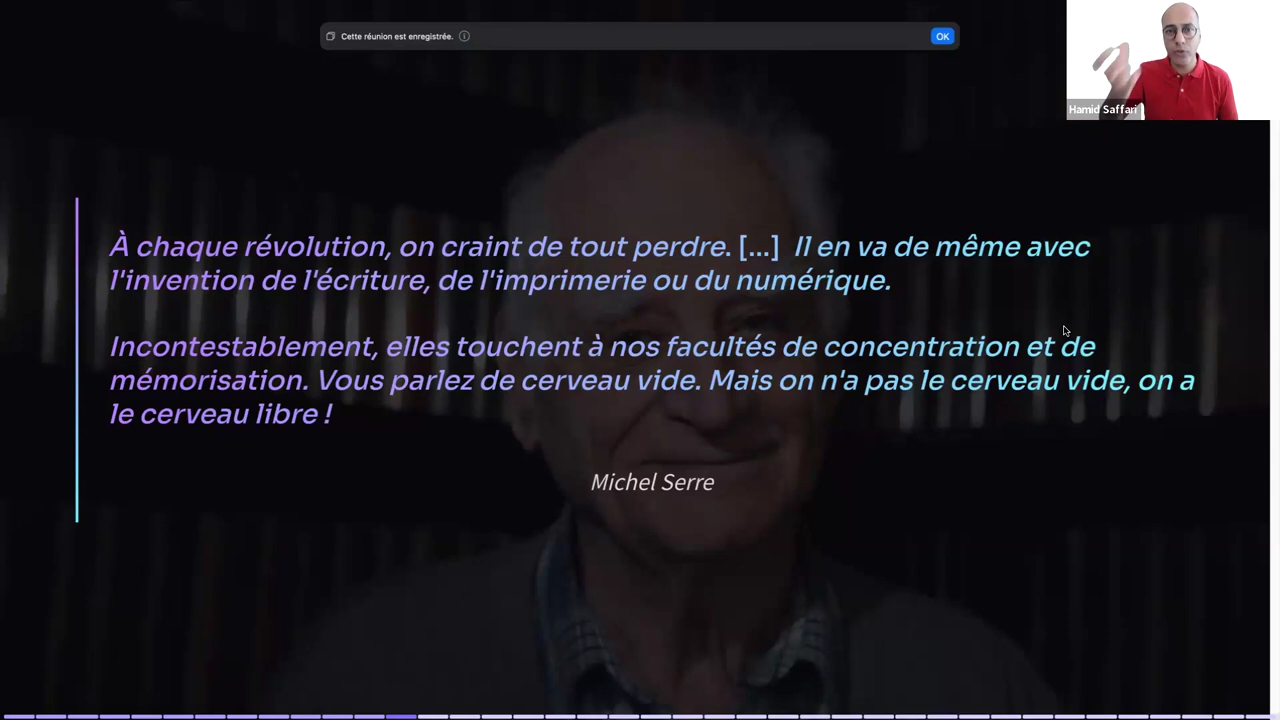 Cette réunion est enregistrée.
OK
Hamid Saffari
À chaque révolution, on craint de tout perdre. [...] Il en va de même avec
l'invention de l'écriture, de l'imprimerie ou du numérique.
Incontestablement, elles touchent à nos facultés de concentration et de
mémorisation. Vous parlez de cerveau vide. Mais on n'a pas le cerveau vide, on a
le cerveau libre !
Michel Serre